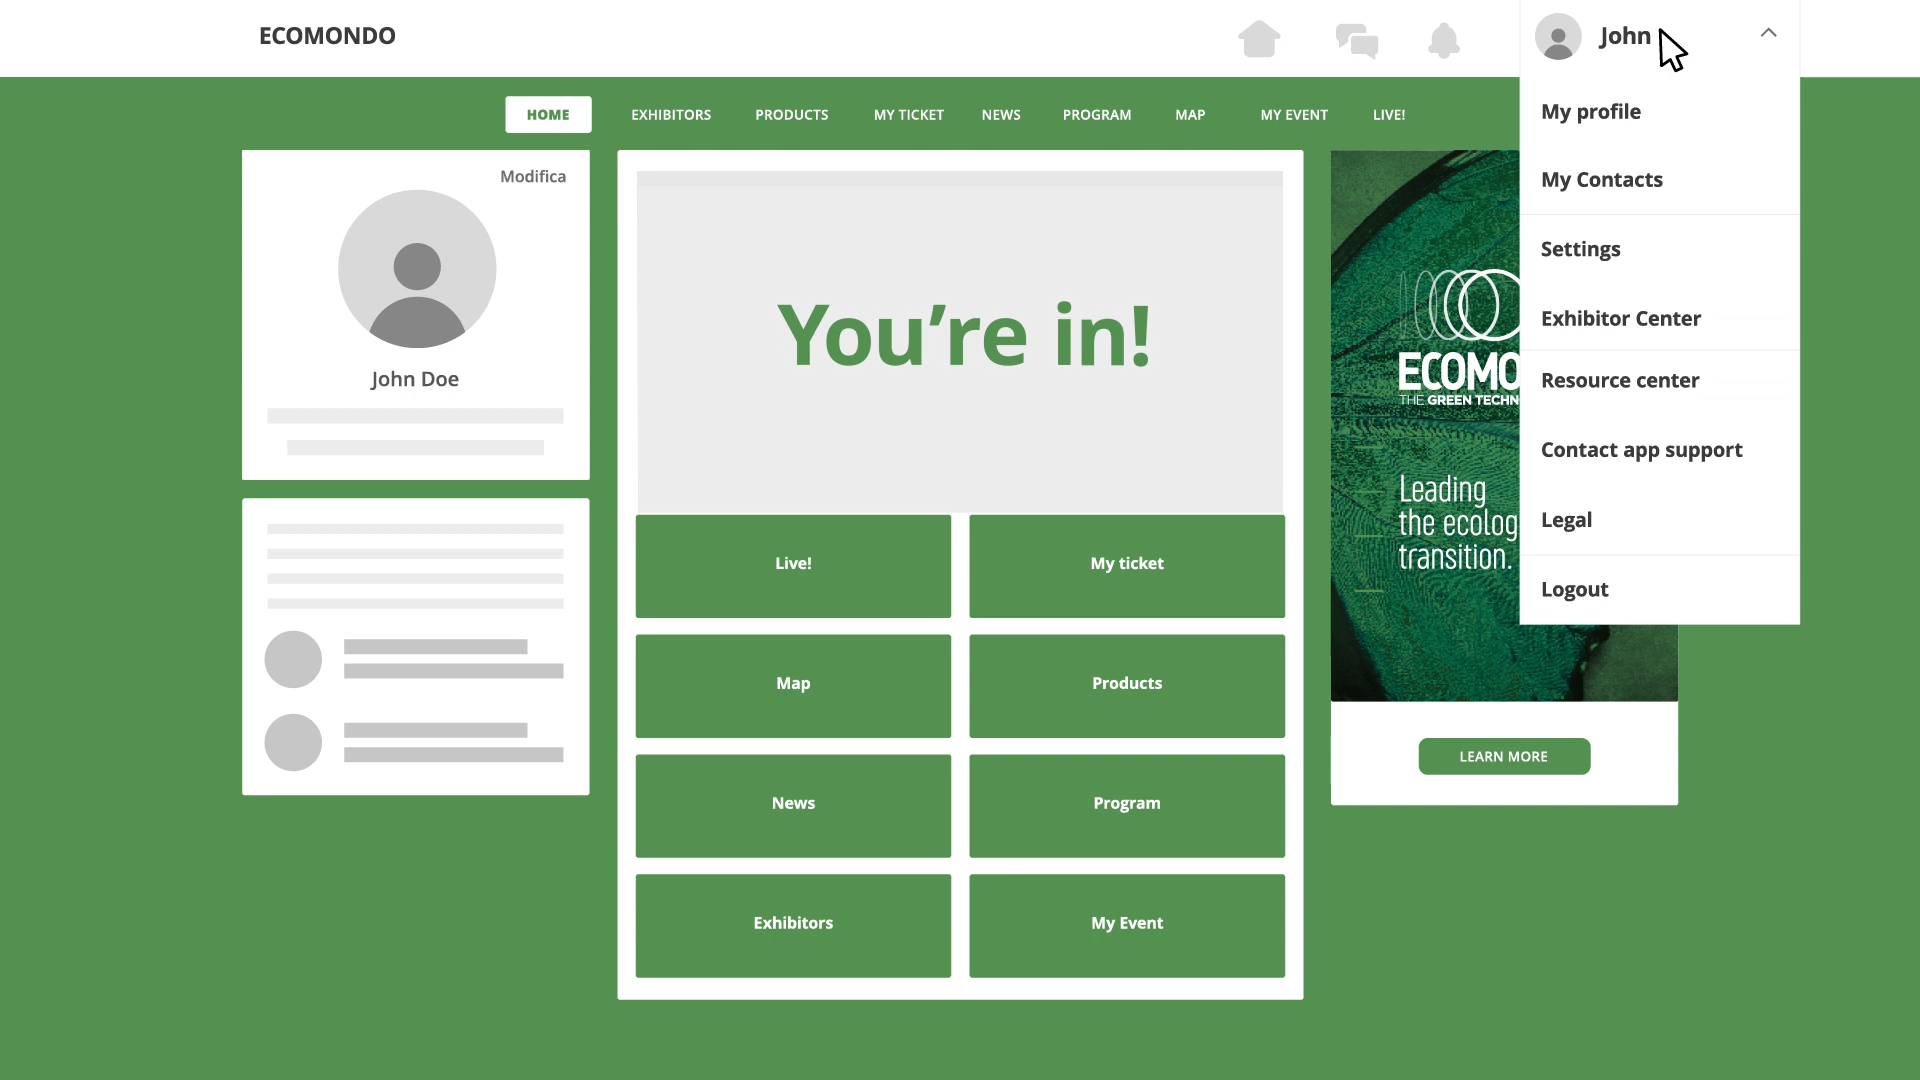 ECOMONDO
John
HOME
EXHIBITORS
PRODUCTS
MY TICKET
NEWS
PROGRAM
MAP
MY EVENT
LIVE!
My profile
My Contacts
Settings
Exhibitor Center
Resource center
Contact app support
Legal
Logout
Modifica
John Doe
You’re in!
Live!
My ticket
Map
Products
News
Program
Exhibitors
My Event
ECOMO
THE GREEN TECHN
Leading
the ecolog
transition.
LEARN MORE